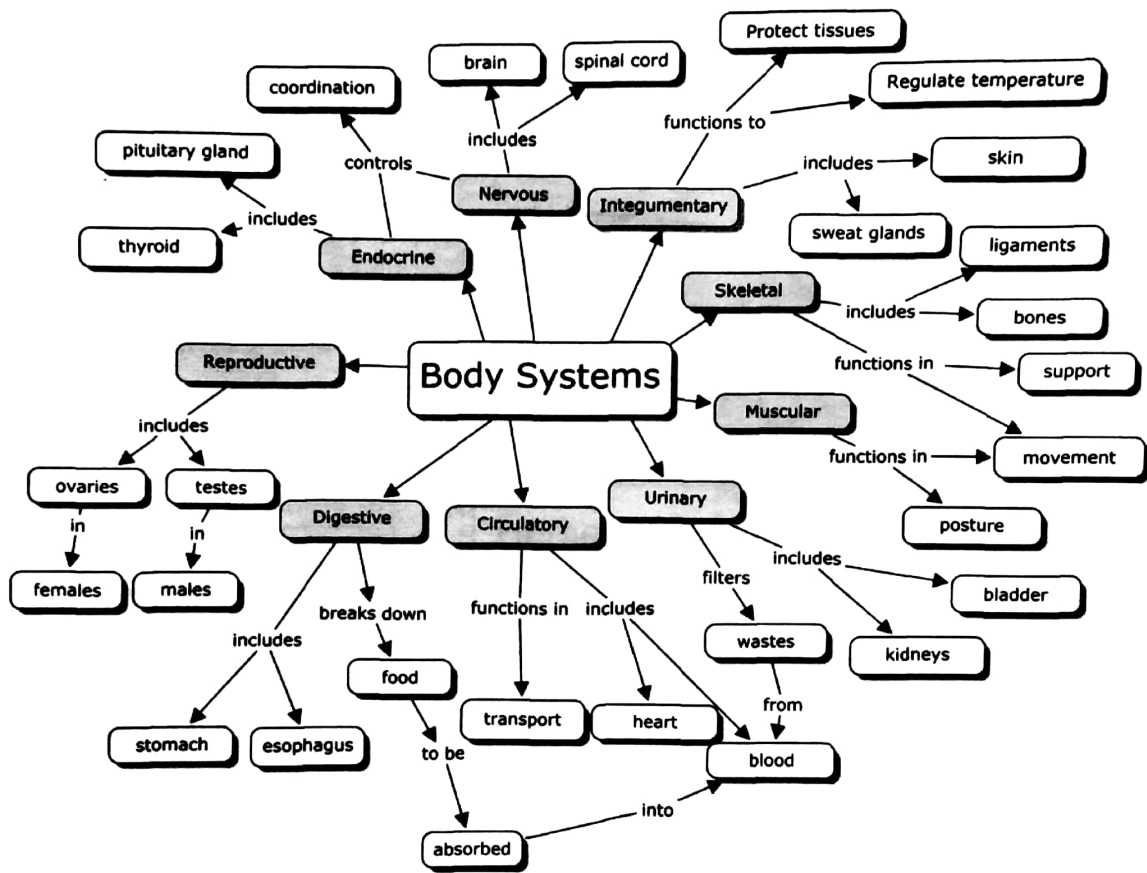 Protect tissues
brain
spinal cord
coordination
Regulate temperature
functions to
includes
pituitary gland
controls
includes
skin
Nervous
Integumentary
includes
thyroid
Endocrine
sweat glands
ligaments
Skeletal
includes
bones
Reproductive
Body Systems
functions in
support
Muscular
includes
functions in
movement
ovaries
testes
Urinary
Digestive
Circulatory
posture
in
in
includes
females
males
filters
bladder
breaks down
functions in
includes
includes
wastes
kidneys
food
from
transport
heart
stomach
esophagus
to be
blood
into
absorbed